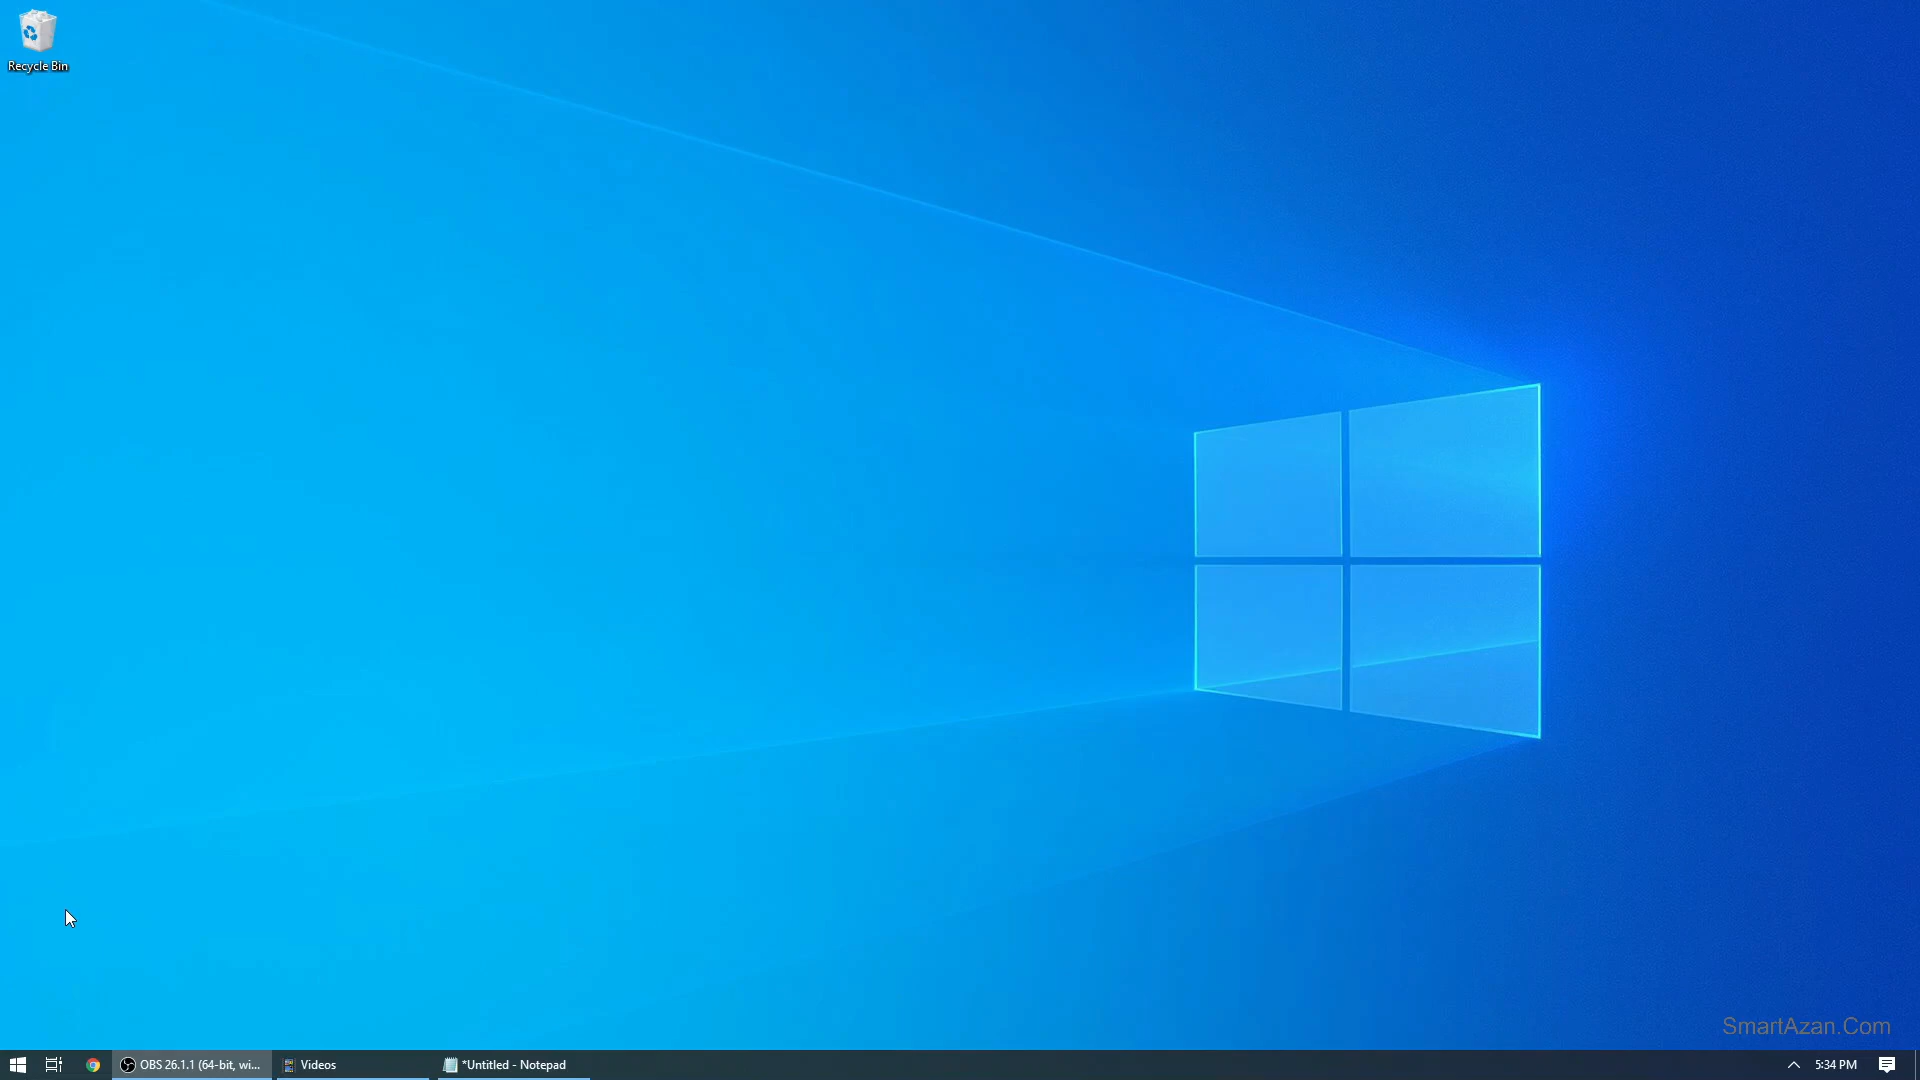 Recycle Bin
SmartAzan.Com
OBS 26.1.1 (64-bit, wi...
Videos
*Untitled - Notepad
5:34 PM